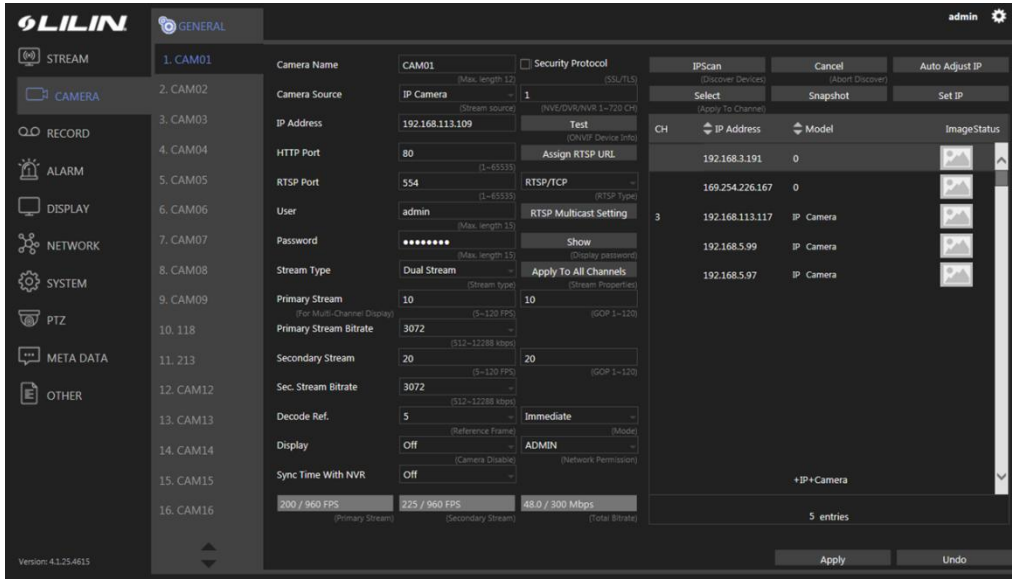 LILIN
admin
GENERAL
STREAM
CAMERA
RECORD
ALARM
DISPLAY
NETWORK
SYSTEM
PTZ
META DATA
OTHER
Version: 4.1.25.4615
1. CAM01
2. CAM02
3. CAM03
4. CAM04
5. CAM05
6. CAM06
7. CAM07
8. CAM08
9. CAM09
10. 118
11. 213
12. CAM12
13. CAM13
14. CAM14
15. CAM15
16. CAM16
Camera Name CAM01 Security Protocol
(Max. length 12) (SSL/TLS)
Camera Source IP Camera 1
(Stream source) (NVE/DVR/NVR 1~720 CH)
IP Address 192.168.113.109 Test
(ONVIF Device Info)
HTTP Port 80 Assign RTSP URL
(1~65535)
RTSP Port 554 RTSP/TCP
(1~65535) (RTSP Type)
User admin RTSP Multicast Setting
(Max. length 15)
Password ●●●●●●●● Show
(Max. length 15) (Display password)
Stream Type Dual Stream Apply To All Channels
(Stream type) (Stream Properties)
Primary Stream 10 10
(For Multi-Channel Display) (5~120 FPS) (GOP 1~120)
Primary Stream Bitrate 3072
(512~12288 kbps)
Secondary Stream 20 20
(5~120 FPS) (GOP 1~120)
Sec. Stream Bitrate 3072
(512~12288 kbps)
Decode Ref. 5 Immediate
(Reference Frame) (Mode)
Display Off ADMIN
(Camera Disable) (Network Permission)
Sync Time With NVR Off
200 / 960 FPS 225 / 960 FPS 48.0 / 300 Mbps
(Primary Stream) (Secondary Stream) (Total Bitrate)
IPScan Cancel Auto Adjust IP
(Discover Devices) (Abort Discover)
Select Snapshot Set IP
(Apply To Channel)
CH IP Address Model ImageStatus
192.168.3.191 0
169.254.226.167 0
3 192.168.113.117 IP Camera
192.168.5.99 IP Camera
192.168.5.97 IP Camera
+IP+Camera
5 entries
Apply Undo